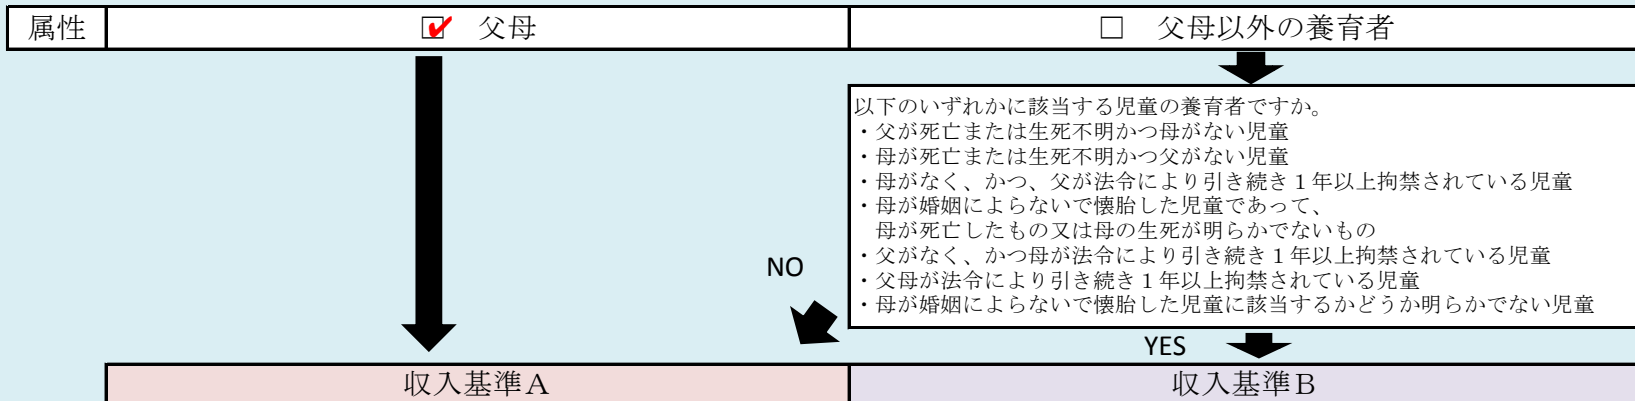 属性
☑ 父母
□ 父母以外の養育者
以下のいずれかに該当する児童の養育者ですか。
・父が死亡または生死不明かつ母がない児童
・母が死亡または生死不明かつ父がない児童
・母がなく、かつ、父が法令により引き続き１年以上拘禁されている児童
・母が婚姻によらないで懐胎した児童であって、
母が死亡したもの又は母の生死が明らかでないもの
・父がなく、かつ母が法令により引き続き１年以上拘禁されている児童
・父母が法令により引き続き１年以上拘禁されている児童
・母が婚姻によらないで懐胎した児童に該当するかどうか明らかでない児童
NO
YES
収入基準Ａ
収入基準Ｂ